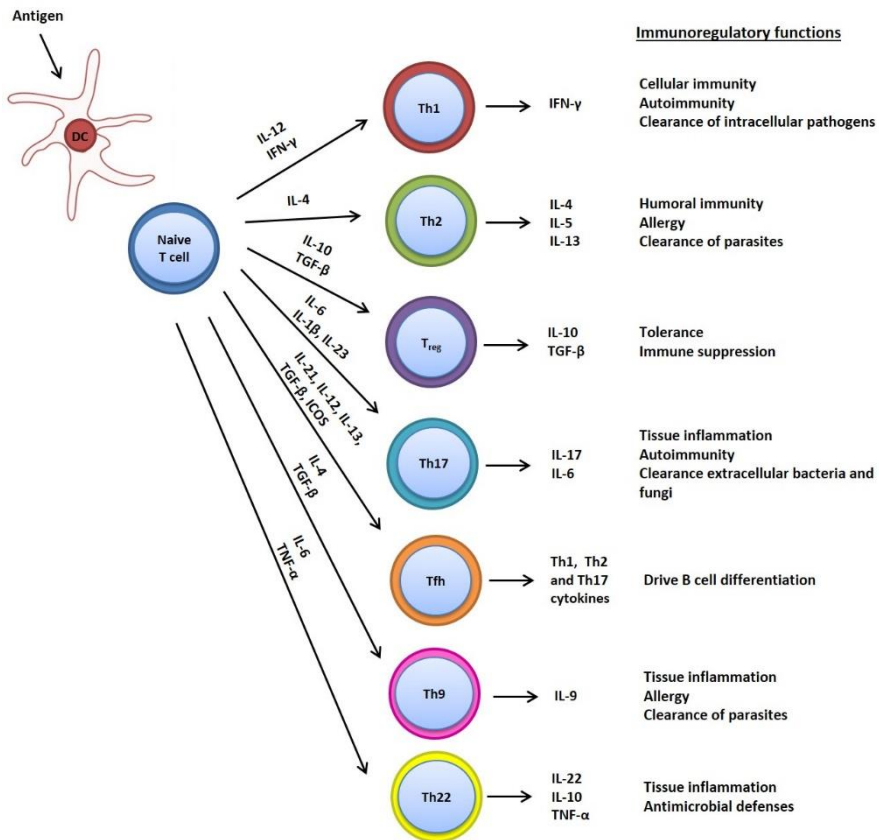 Antigen
Immunoregulatory functions
DC
Naive
T cell
IL-12
IFN-γ
Th1
IFN-γ
Cellular immunity
Autoimmunity
Clearance of intracellular pathogens
IL-4
Th2
IL-4
IL-5
IL-13
Humoral immunity
Allergy
Clearance of parasites
IL-10
TGF-β
Treg
IL-10
TGF-β
Tolerance
Immune suppression
IL-6
IL-1β, IL-23
Th17
IL-17
IL-6
Tissue inflammation
Autoimmunity
Clearance extracellular bacteria and
fungi
IL-21, IL-12, IL-13,
TGF-β, ICOS
Tfh
Th1, Th2
and Th17
cytokines
Drive B cell differentiation
IL-4
TGF-β
Th9
IL-9
Tissue inflammation
Allergy
Clearance of parasites
IL-6
TNF-α
Th22
IL-22
IL-10
TNF-α
Tissue inflammation
Antimicrobial defenses